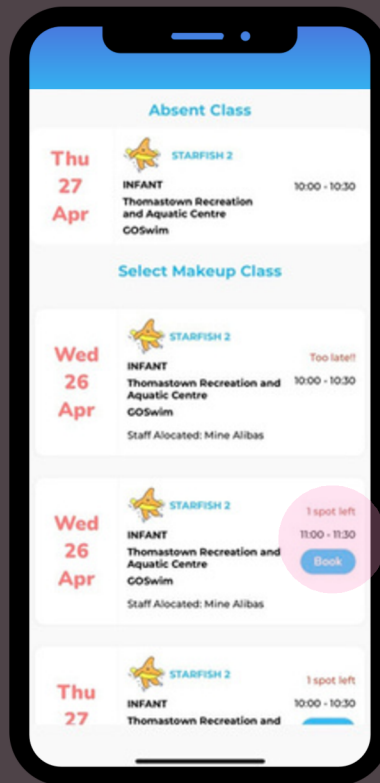 Absent Class
Thu
27
Apr
STARFISH 2
INFANT
10:00 - 10:30
Thomastown Recreation
and Aquatic Centre
GOSwim
Select Makeup Class
Wed
26
Apr
STARFISH 2
Too late!!
INFANT
10:00 - 10:30
Thomastown Recreation and
Aquatic Centre
GOSwim
Staff Alocated: Mine Alibas
Wed
26
Apr
STARFISH 2
1 spot left
INFANT
11:00 - 11:30
Thomastown Recreation and
Aquatic Centre
Book
GOSwim
Staff Alocated: Mine Alibas
Thu
27
STARFISH 2
1 spot left
INFANT
10:00 - 10:30
Thomastown Recreation and